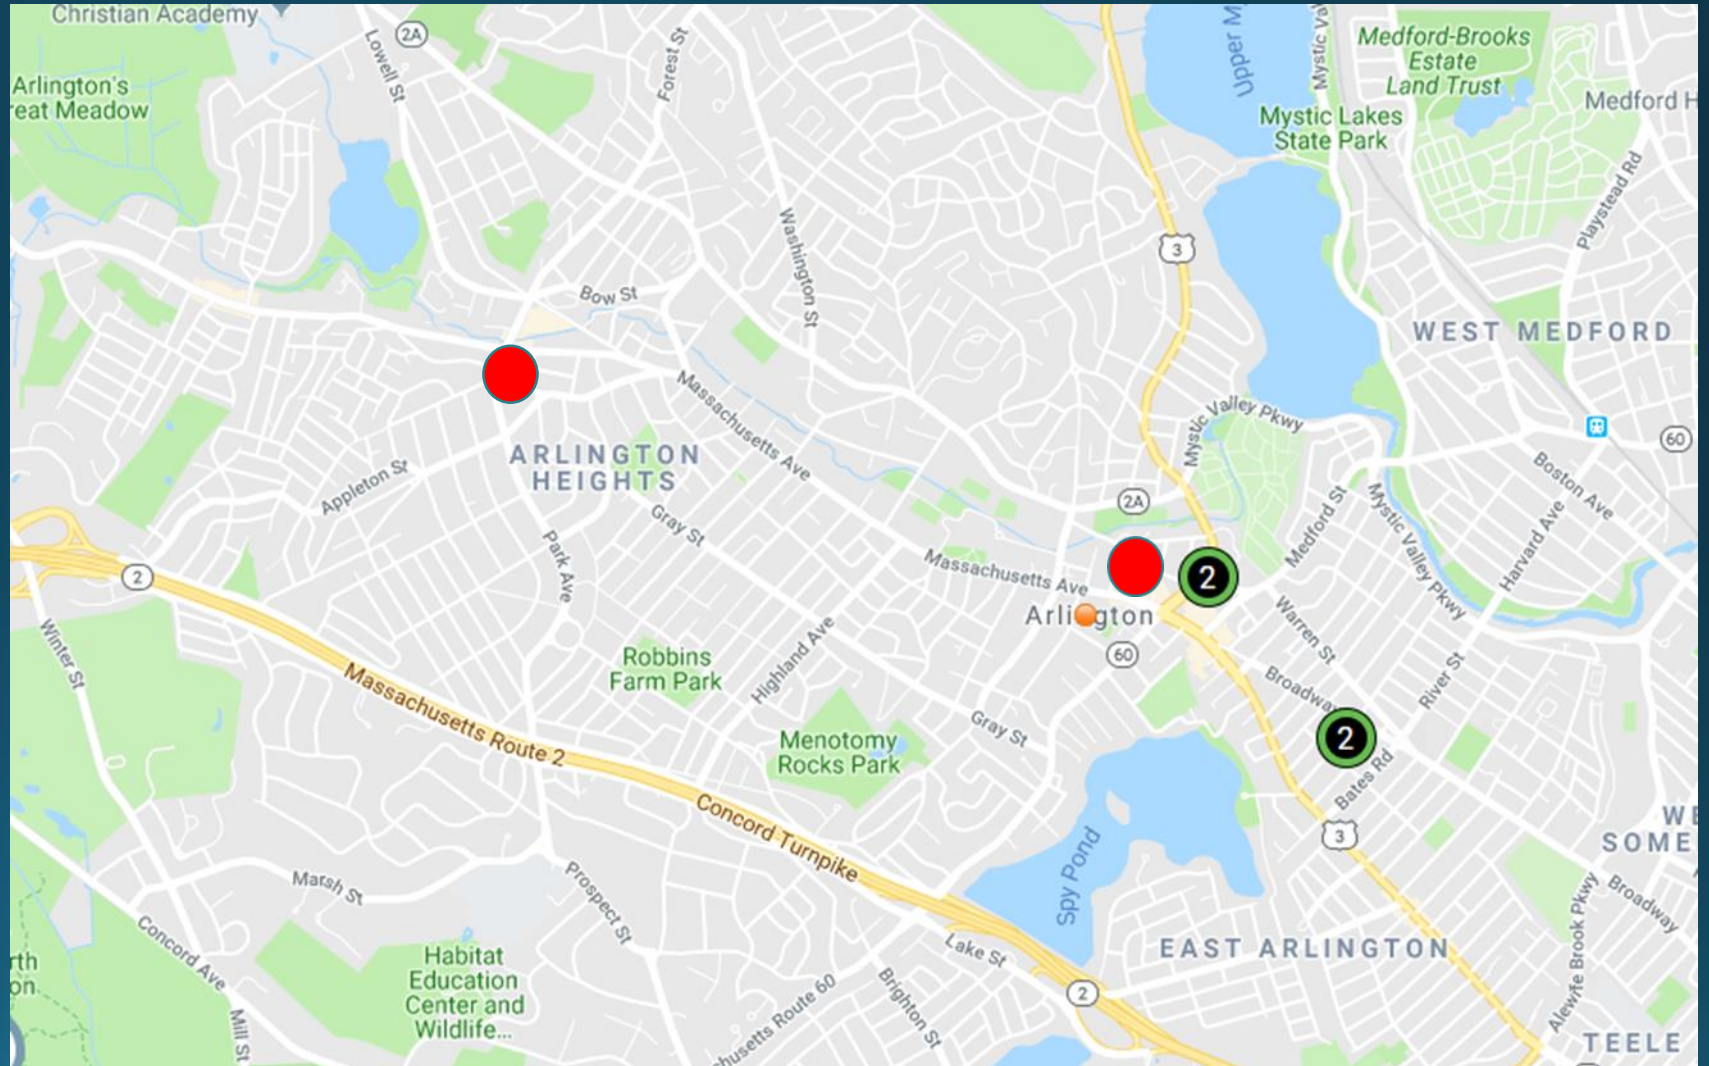 Christian Academy
2A
Lowell St
Forest St
Upper M
Mystic Va
Medford-Brooks
Estate
Land Trust
Arlington's
reat Meadow
Medford H
Mystic Lakes
State Park
Playstead Rd
Washington St
3
Bow St
WEST MEDFORD
Massachusetts Ave
Mystic Valley Pkwy
60
ARLINGTON
HEIGHTS
Appleton St
Boston Ave
2A
Gray St
Medford St
Mystic Valley Pkwy
Harvard Ave
Park Ave
Massachusetts Ave
2
2
Arli gton
Warren St
60
Winter St
Robbins
Farm Park
Highland Ave
Broadway
River St
Massachusetts Route 2
Gray St
Menotomy
Rocks Park
2
Bates Rd
Concord Turnpike
3
WE
SOME
Spy Pond
Marsh St
Prospect St
Broadway
Alewife Brook Pkwy
Concord Ave
EAST ARLINGTON
Lake St
rth
on
Habitat
Education
Center and
Wildlife...
Brighton St
2
chusetts Route 60
Mill St
TEELE